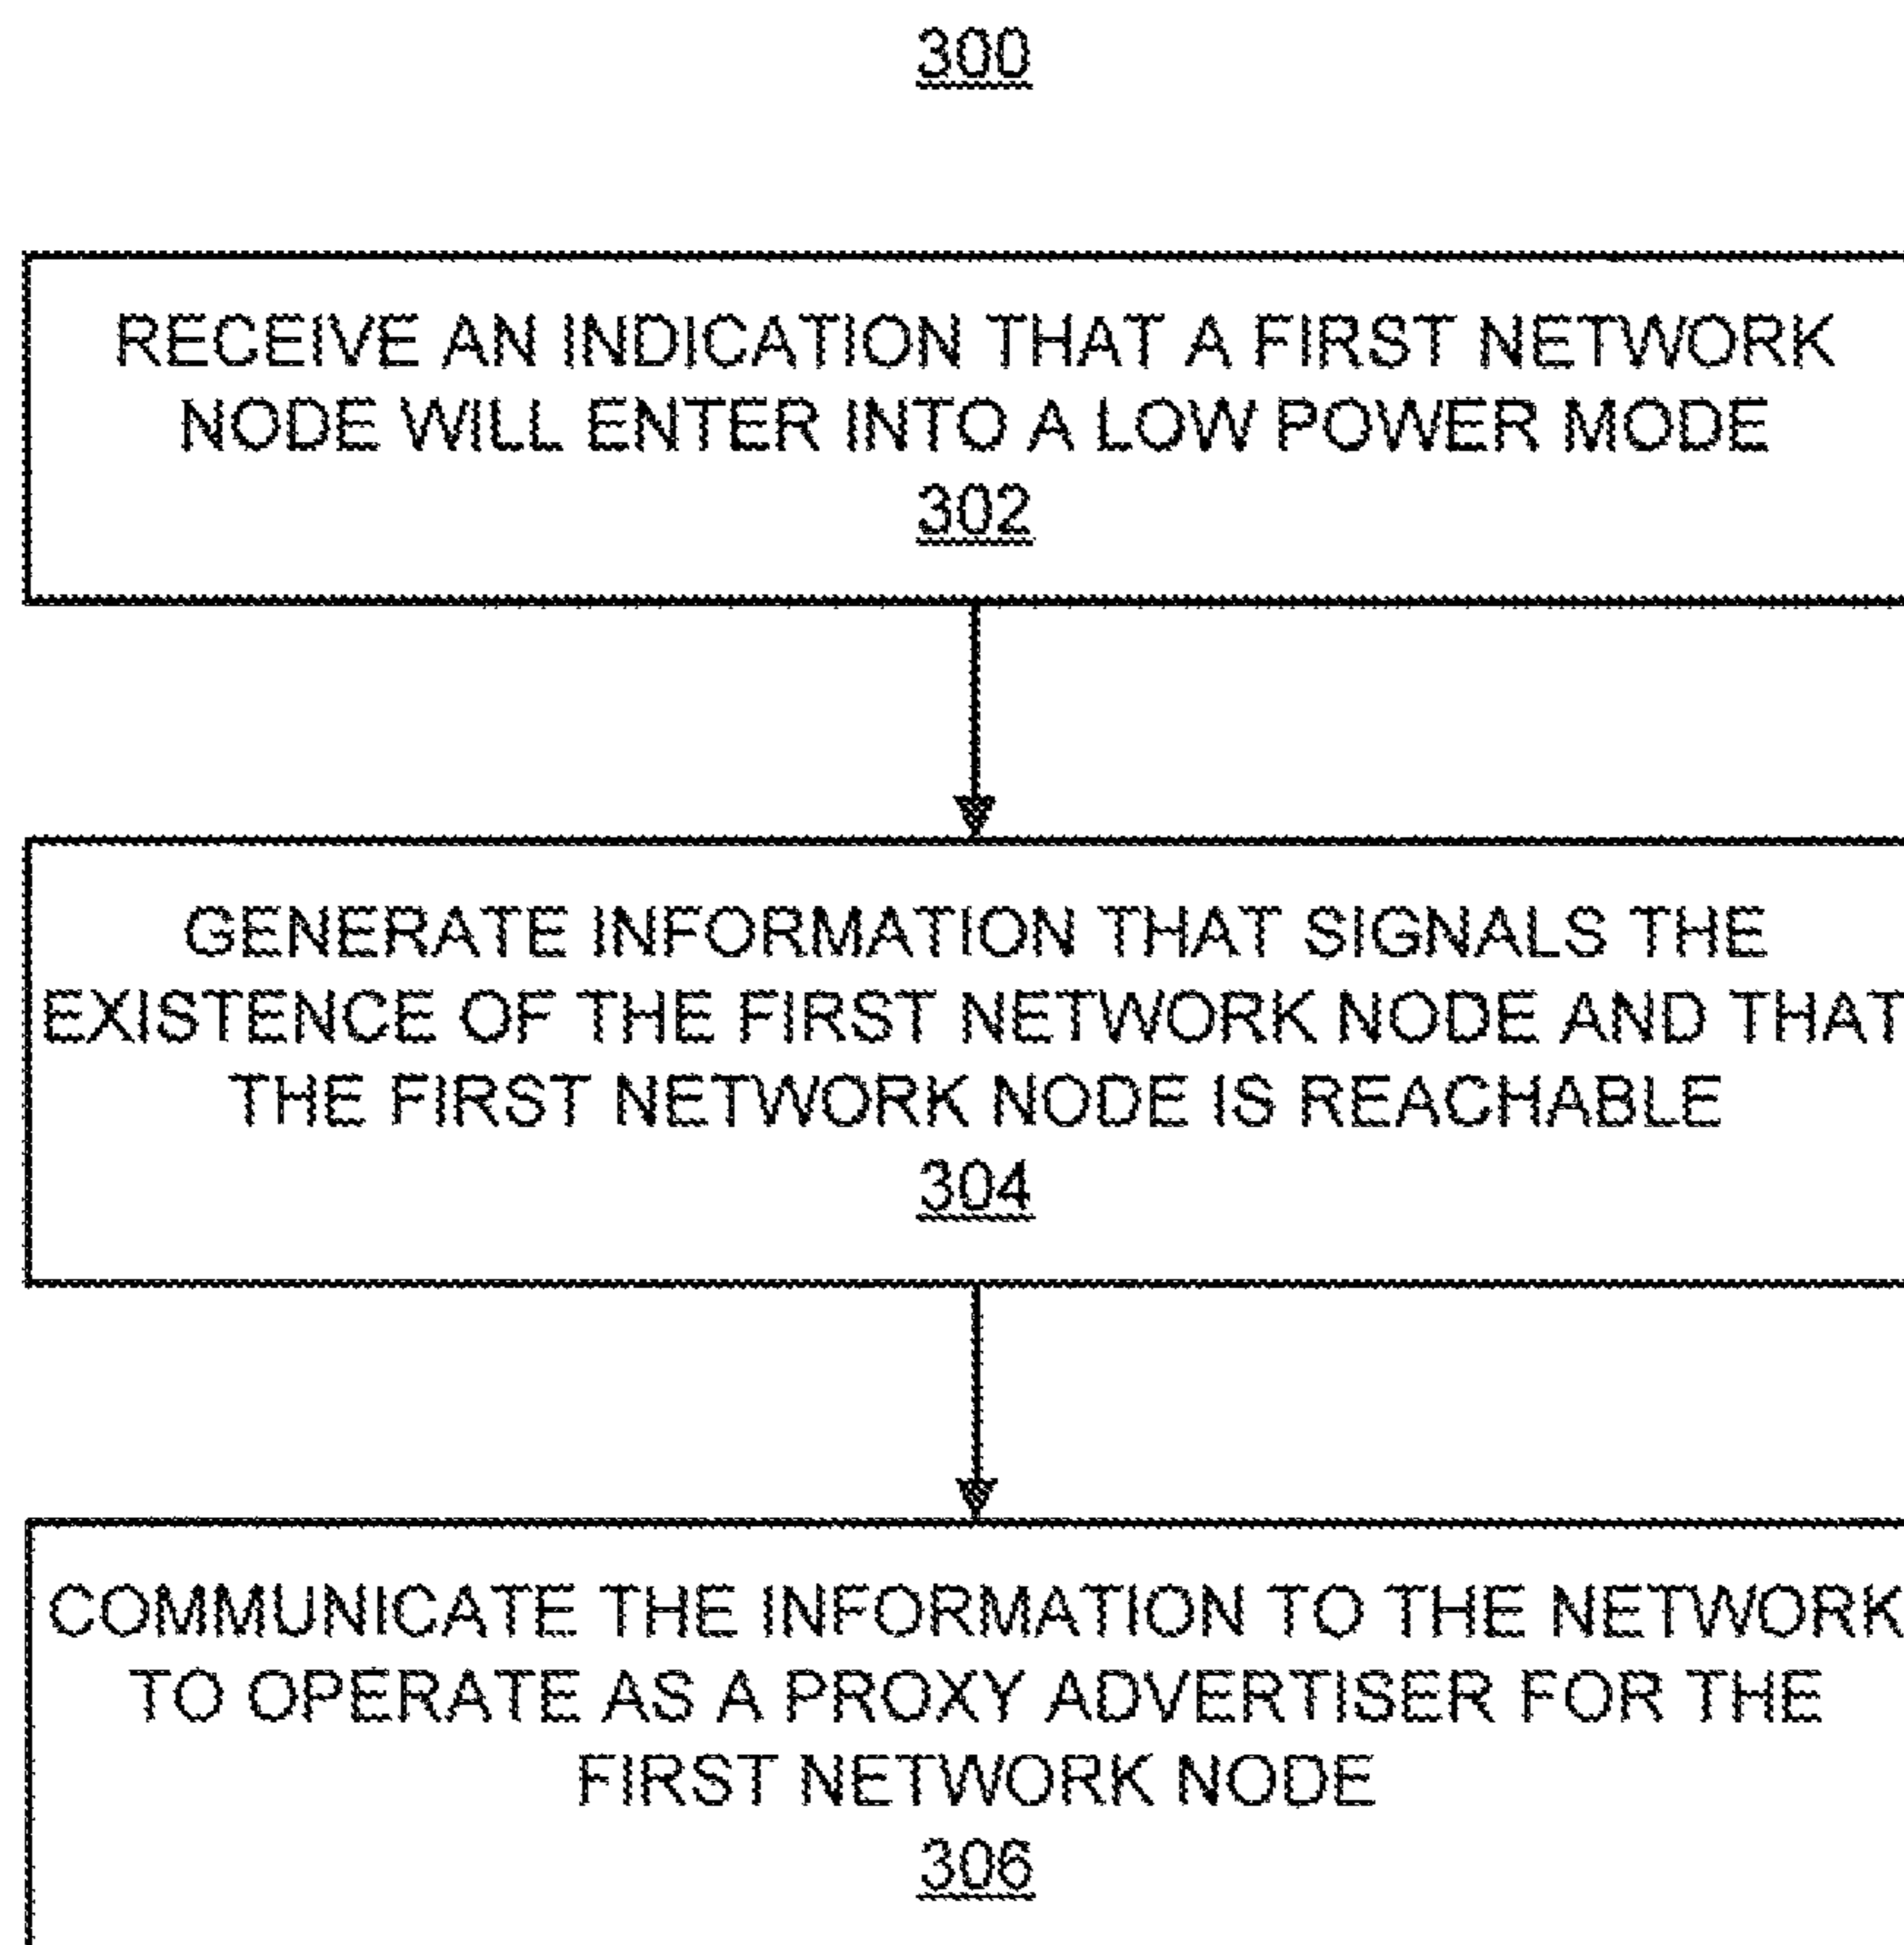 300
RECEIVE AN INDICATION THAT A FIRST NETWORK
NODE WILL ENTER INTO A LOW POWER MODE
302
GENERATE INFORMATION THAT SIGNALS THE
EXISTENCE OF THE FIRST NETWORK NODE AND THAT
THE FIRST NETWORK NODE IS REACHABLE
304
COMMUNICATE THE INFORMATION TO THE NETWORK
TO OPERATE AS A PROXY ADVERTISER FOR THE
FIRST NETWORK NODE
306